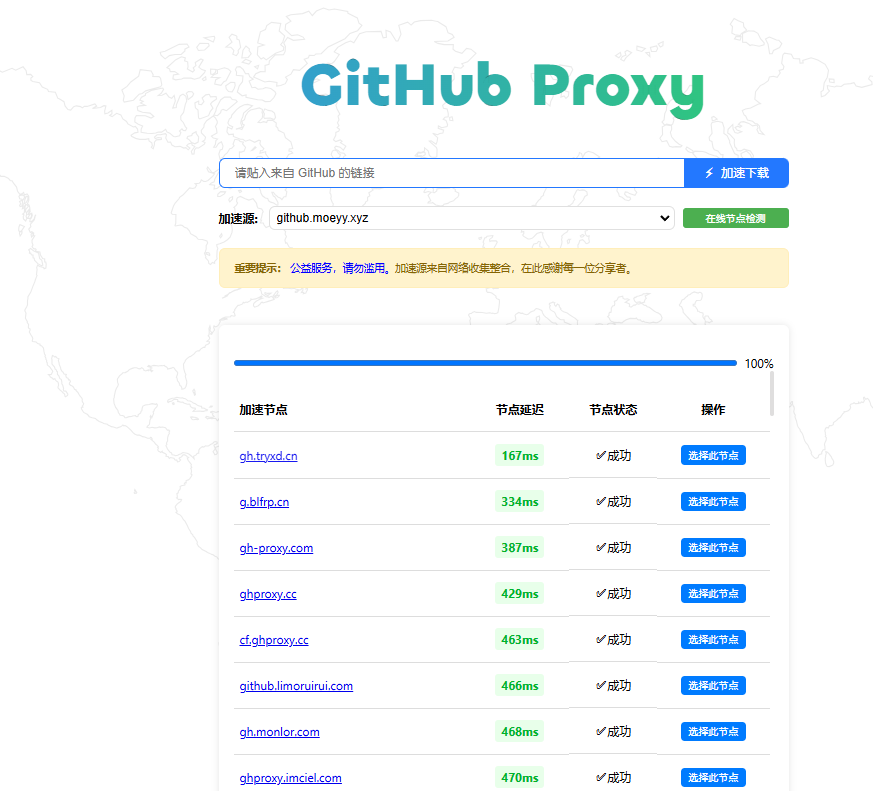 GitHub Proxy
请贴入来自 GitHub 的链接
⚡ 加速下载
加速源: github.moeyy.xyz 在线节点检测
重要提示: 公益服务,请勿滥用。加速源来自网络收集整合,在此感谢每一位分享者。
100%
加速节点 节点延迟 节点状态 操作
gh.tryxd.cn 167ms ✅成功 选择此节点
g.blfrp.cn 334ms ✅成功 选择此节点
gh-proxy.com 387ms ✅成功 选择此节点
ghproxy.cc 429ms ✅成功 选择此节点
cf.ghproxy.cc 463ms ✅成功 选择此节点
github.limoruirui.com 466ms ✅成功 选择此节点
gh.monlor.com 468ms ✅成功 选择此节点
ghproxy.imciel.com 470ms ✅成功 选择此节点